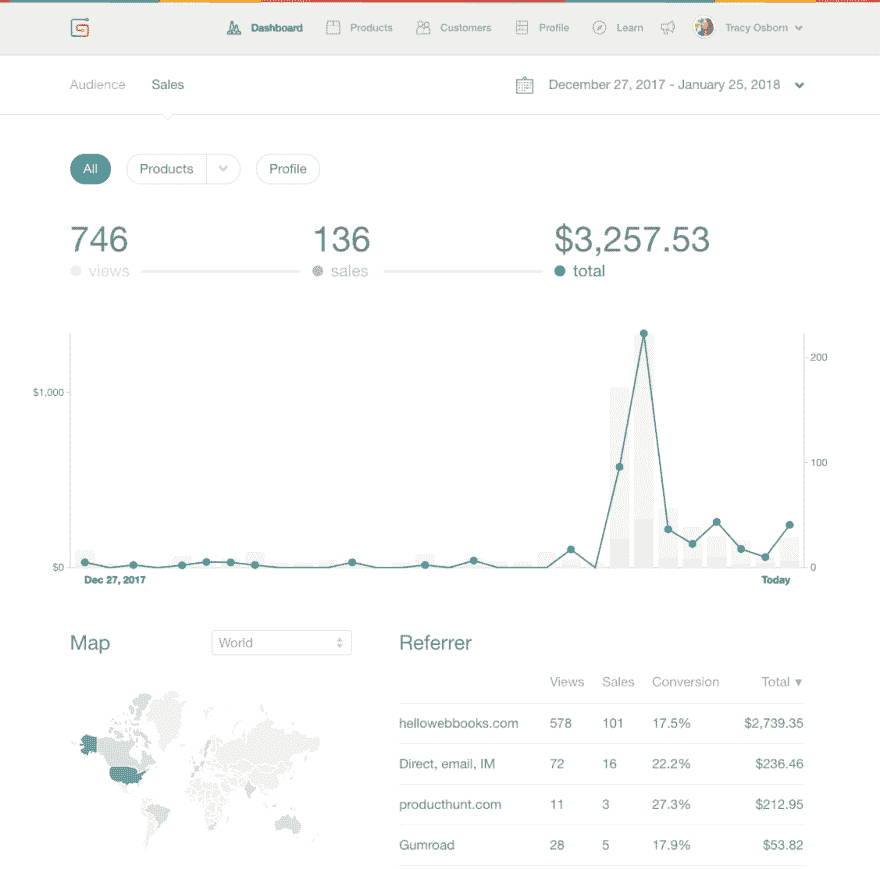 Dashboard Products Customers Profile Learn Tracy Osborn
Audience Sales December 27, 2017 - January 25, 2018
All Products Profile
746 136 $3,257.53
views sales total
200
$1,000
100
$0 0
Dec 27, 2017 Today
Map World Referrer
Views Sales Conversion Total ▼
hellowebbooks.com 578 101 17.5% $2,739.35
Direct, email, IM 72 16 22.2% $236.46
producthunt.com 11 3 27.3% $212.95
Gumroad 28 5 17.9% $53.82